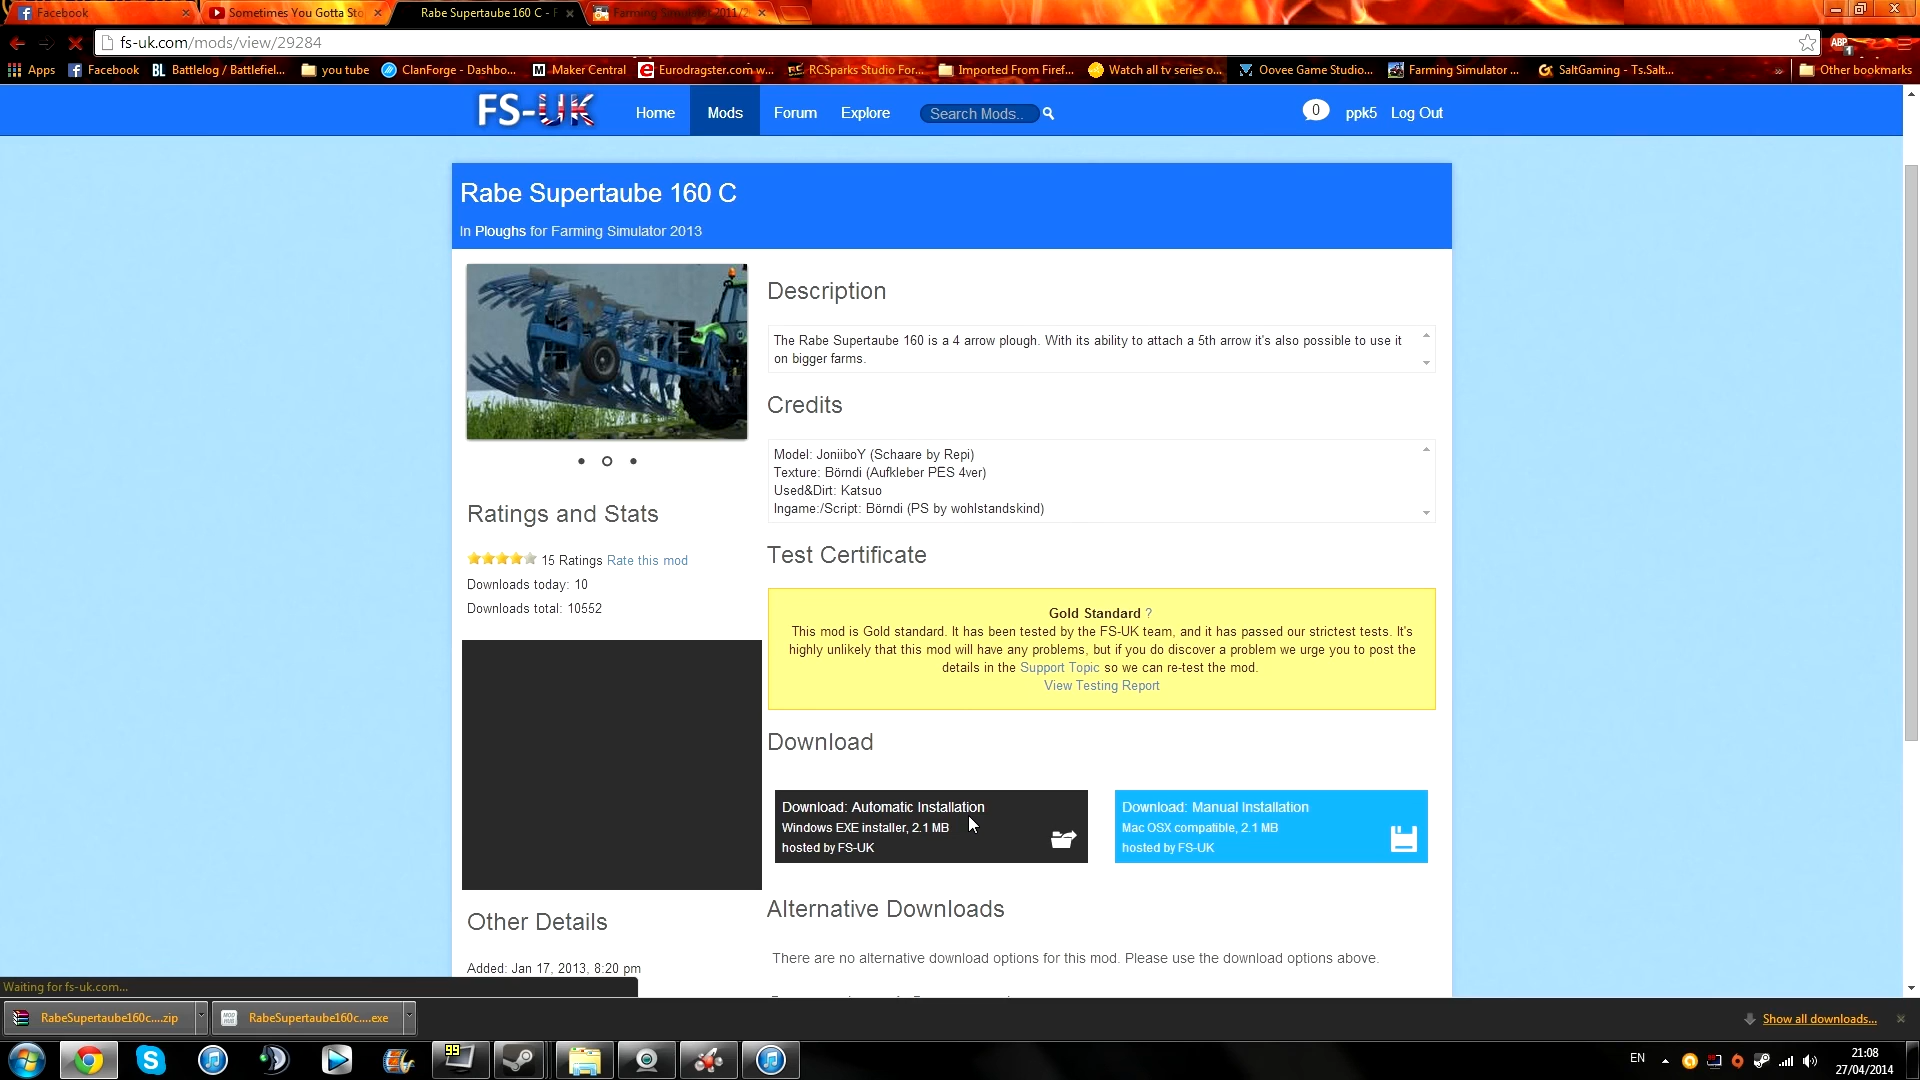 Facebook
Sometimes You Gotta Sto
Rabe Supertaube 160 C - F
Farming Simulator 2011/2
fs-uk.com/mods/view/29284
ABP
1
Apps
Facebook
BL Battlelog / Battlefiel...
you tube
ClanForge - Dashbo...
M Maker Central
Eurodragster.com w...
RCSparks Studio For...
Imported From Firef...
Watch all tv series o...
Oovee Game Studio...
Farming Simulator ...
SaltGaming - Ts.Salt...
»
Other bookmarks
FS-UK
Home
Mods
Forum
Explore
Search Mods..
0
ppk5
Log Out
Rabe Supertaube 160 C
In Ploughs for Farming Simulator 2013
Description
The Rabe Supertaube 160 is a 4 arrow plough. With its ability to attach a 5th arrow it's also possible to use it
on bigger farms.
Credits
Model: JoniiboY (Schaare by Repi)
Texture: Börndi (Aufkleber PES 4ver)
Used&Dirt: Katsuo
Ingame:/Script: Börndi (PS by wohlstandskind)
Ratings and Stats
15 Ratings Rate this mod
Downloads today: 10
Downloads total: 10552
Test Certificate
Gold Standard ?
This mod is Gold standard. It has been tested by the FS-UK team, and it has passed our strictest tests. It's
highly unlikely that this mod will have any problems, but if you do discover a problem we urge you to post the
details in the Support Topic so we can re-test the mod.
View Testing Report
Download
Download: Automatic Installation
Windows EXE installer, 2.1 MB
hosted by FS-UK
Download: Manual Installation
Mac OSX compatible, 2.1 MB
hosted by FS-UK
Alternative Downloads
There are no alternative download options for this mod. Please use the download options above.
Other Details
Added: Jan 17, 2013, 8:20 pm
Waiting for fs-uk.com...
RabeSupertaube160c....zip
RabeSupertaube160c....exe
Show all downloads...
99
EN
21:08
27/04/2014